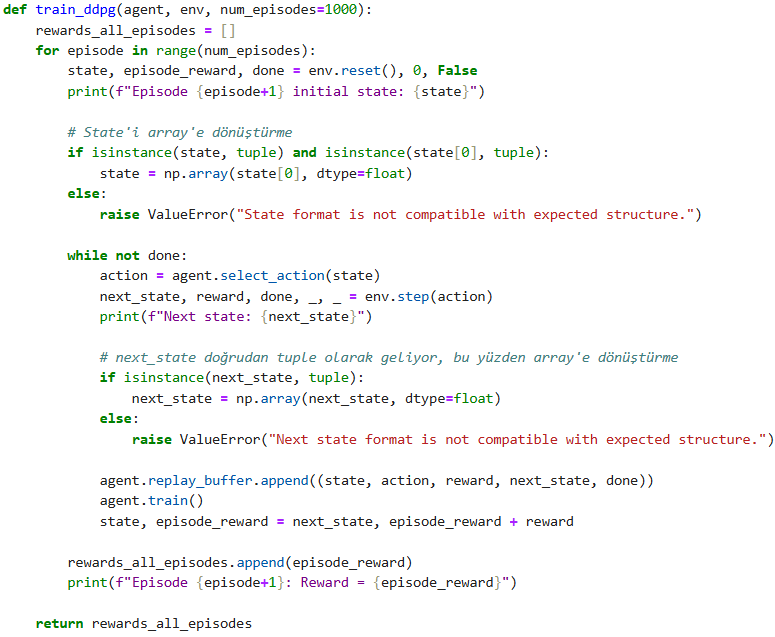 def train_ddpg(agent, env, num_episodes=1000):
    rewards_all_episodes = []
    for episode in range(num_episodes):
        state, episode_reward, done = env.reset(), 0, False
        print(f"Episode {episode+1} initial state: {state}")

        # State'i array'e dönüştürme
        if isinstance(state, tuple) and isinstance(state[0], tuple):
            state = np.array(state[0], dtype=float)
        else:
            raise ValueError("State format is not compatible with expected structure.")

        while not done:
            action = agent.select_action(state)
            next_state, reward, done, _, _ = env.step(action)
            print(f"Next state: {next_state}")

            # next_state doğrudan tuple olarak geliyor, bu yüzden array'e dönüştürme
            if isinstance(next_state, tuple):
                next_state = np.array(next_state, dtype=float)
            else:
                raise ValueError("Next state format is not compatible with expected structure.")

            agent.replay_buffer.append((state, action, reward, next_state, done))
            agent.train()
            state, episode_reward = next_state, episode_reward + reward

        rewards_all_episodes.append(episode_reward)
        print(f"Episode {episode+1}: Reward = {episode_reward}")

    return rewards_all_episodes